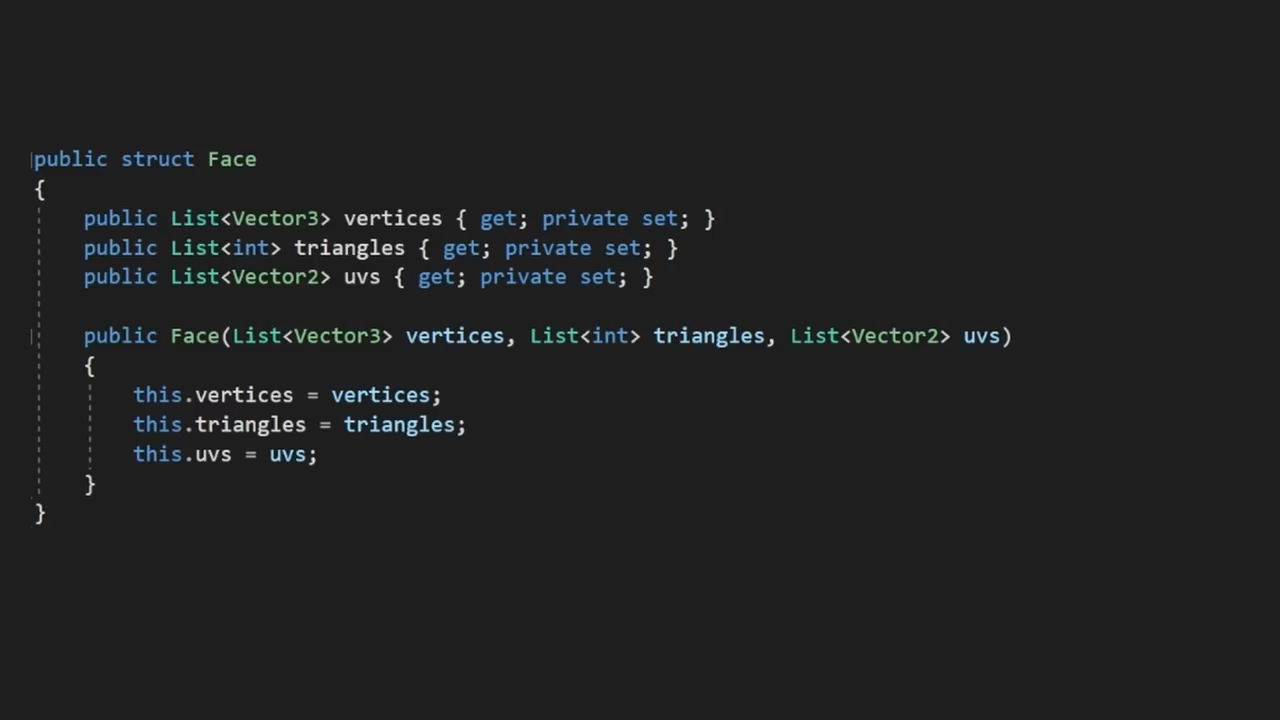 public struct Face
{
public List<Vector3> vertices { get; private set; }
public List<int> triangles { get; private set; }
public List<Vector2> uvs { get; private set; }
public Face(List<Vector3> vertices, List<int> triangles, List<Vector2> uvs)
{
this.vertices = vertices;
this.triangles = triangles;
this.uvs = uvs;
}
}